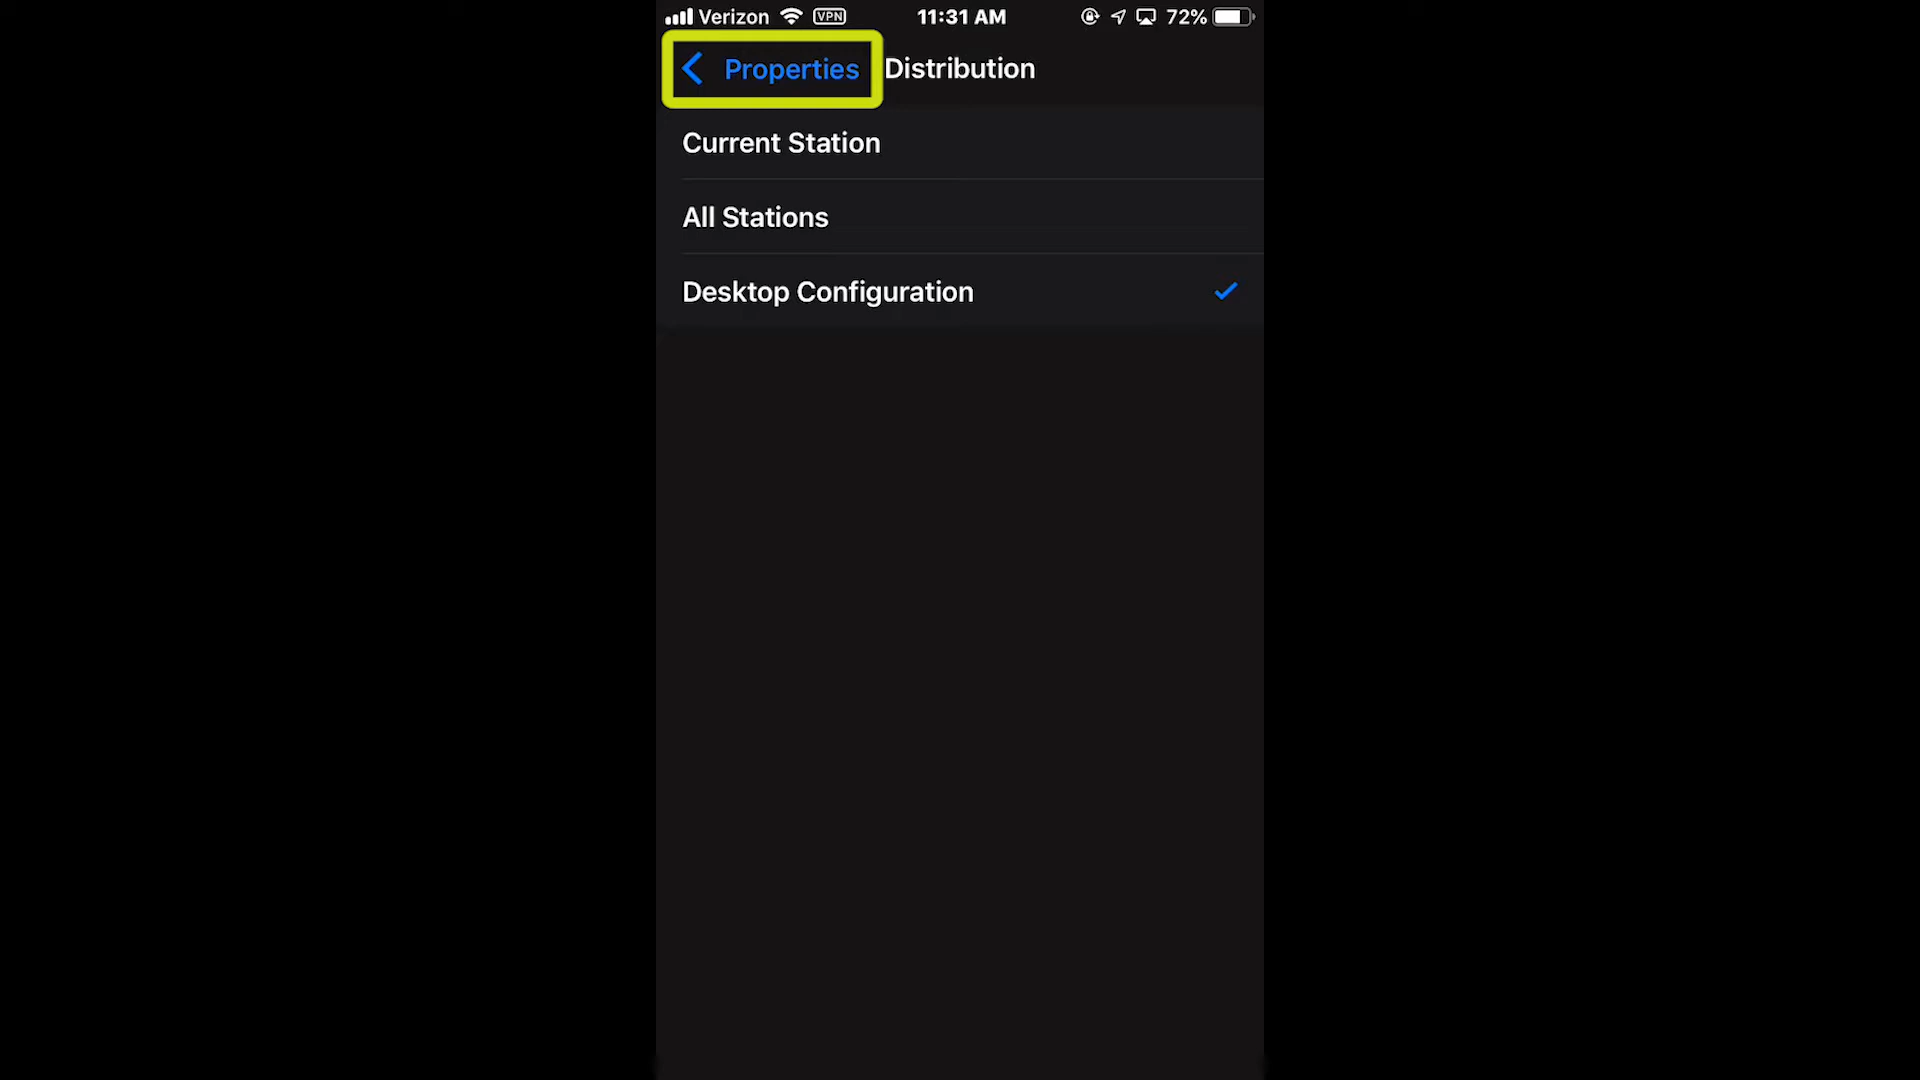 Verizon VPN 11:31 AM 72%
Properties Distribution
Current Station
All Stations
Desktop Configuration